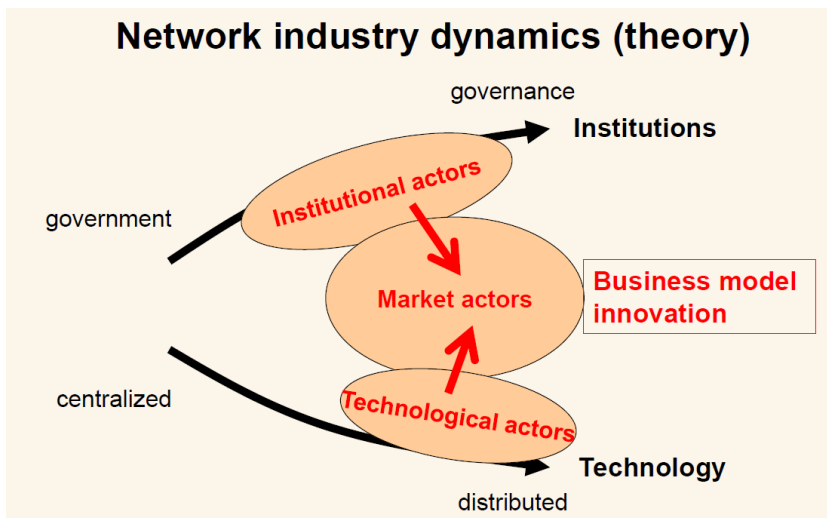 Network industry dynamics (theory)
governance
Institutions
Institutional actors
government
Market actors
Business model
innovation
centralized
Technological actors
Technology
distributed